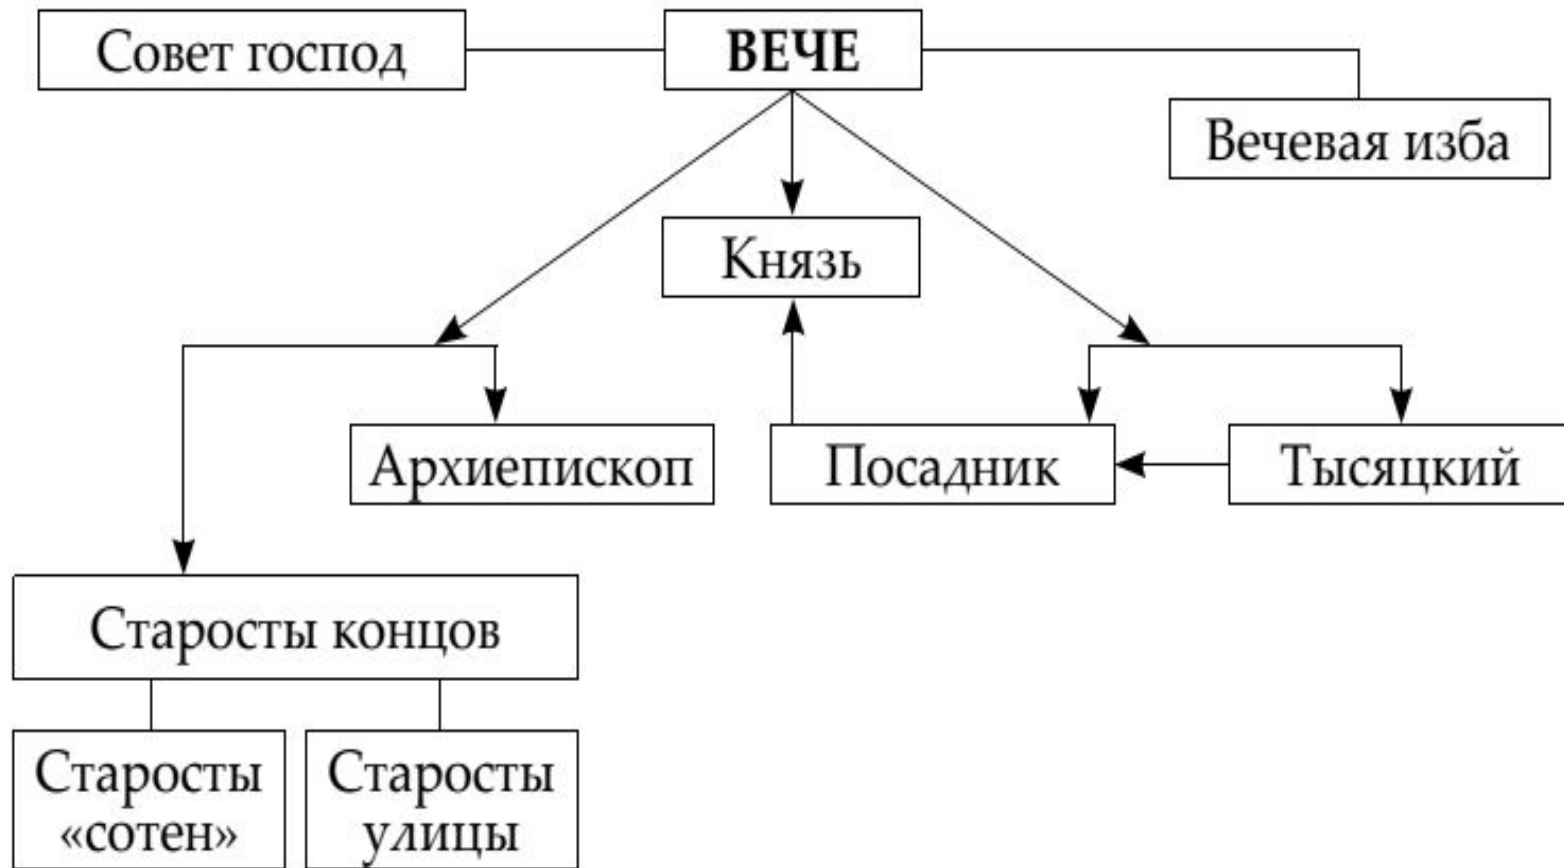 Совет господ
ВЕЧЕ
Вечевая изба
Князь
Архиепископ
Посадник
Тысяцкий
Старосты концов
Старосты
«сотен»
Старосты
улицы